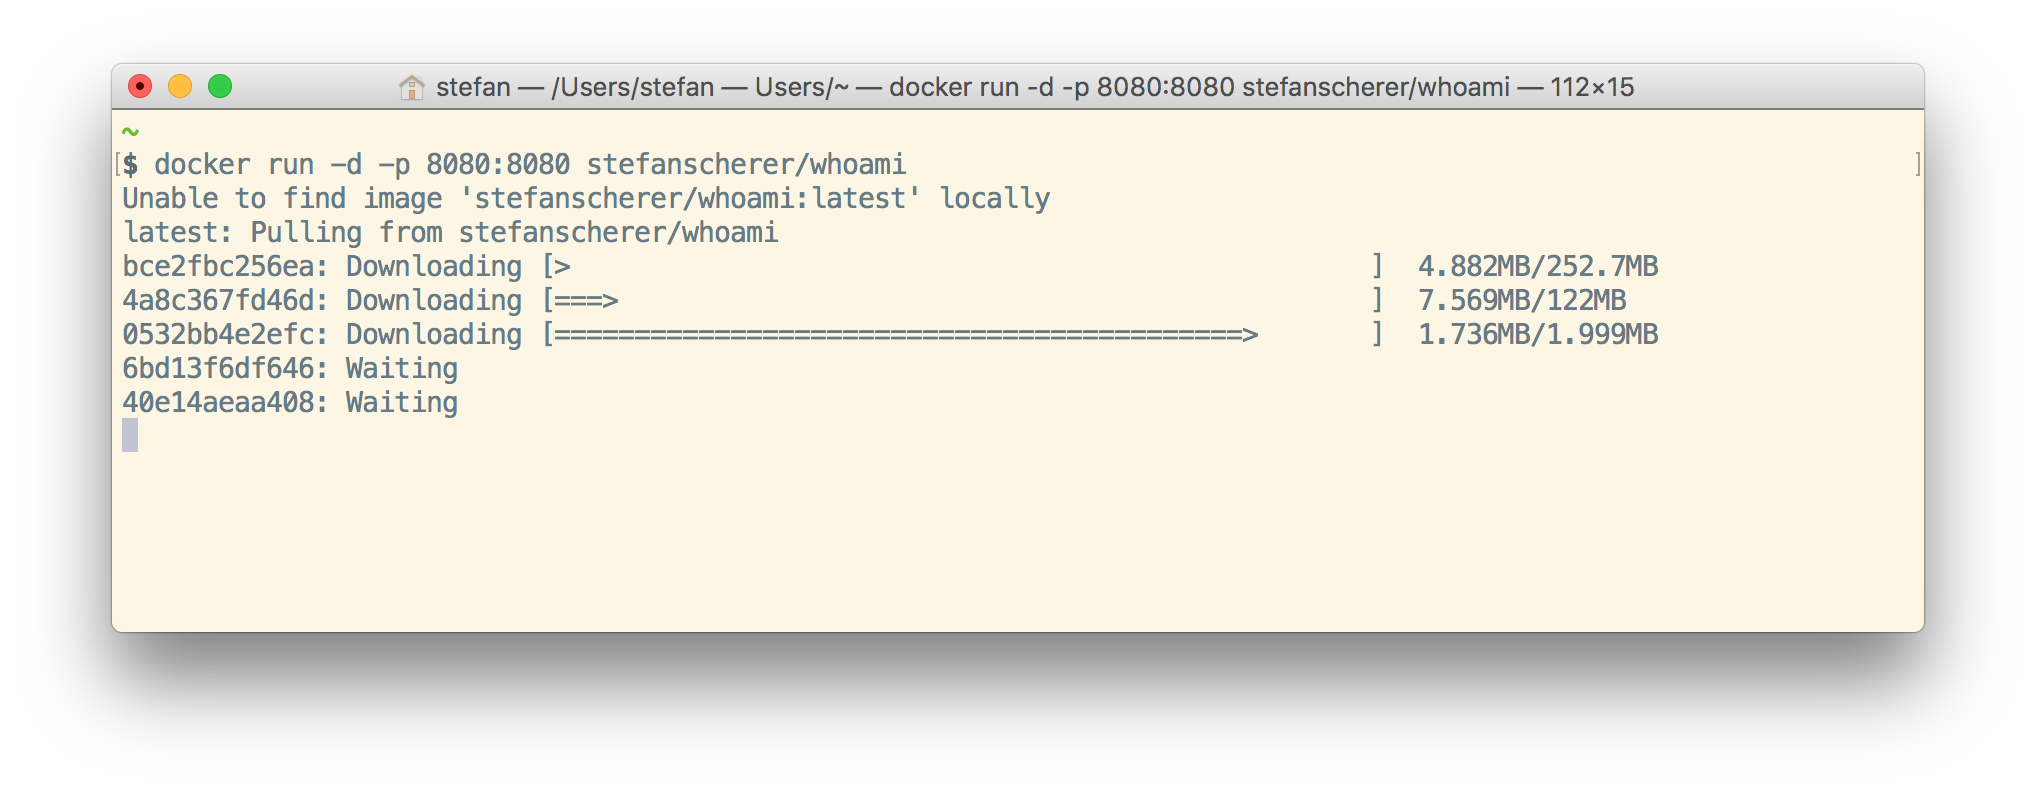 stefan — /Users/stefan — Users/~ — docker run -d -p 8080:8080 stefanscherer/whoami — 112×15
~
[$ docker run -d -p 8080:8080 stefanscherer/whoami ]
Unable to find image 'stefanscherer/whoami:latest' locally
latest: Pulling from stefanscherer/whoami
bce2fbc256ea: Downloading [>                                                  ]  4.882MB/252.7MB
4a8c367fd46d: Downloading [===>                                               ]  7.569MB/122MB
0532bb4e2efc: Downloading [===========================================>       ]  1.736MB/1.999MB
6bd13f6df646: Waiting
40e14aeaa408: Waiting